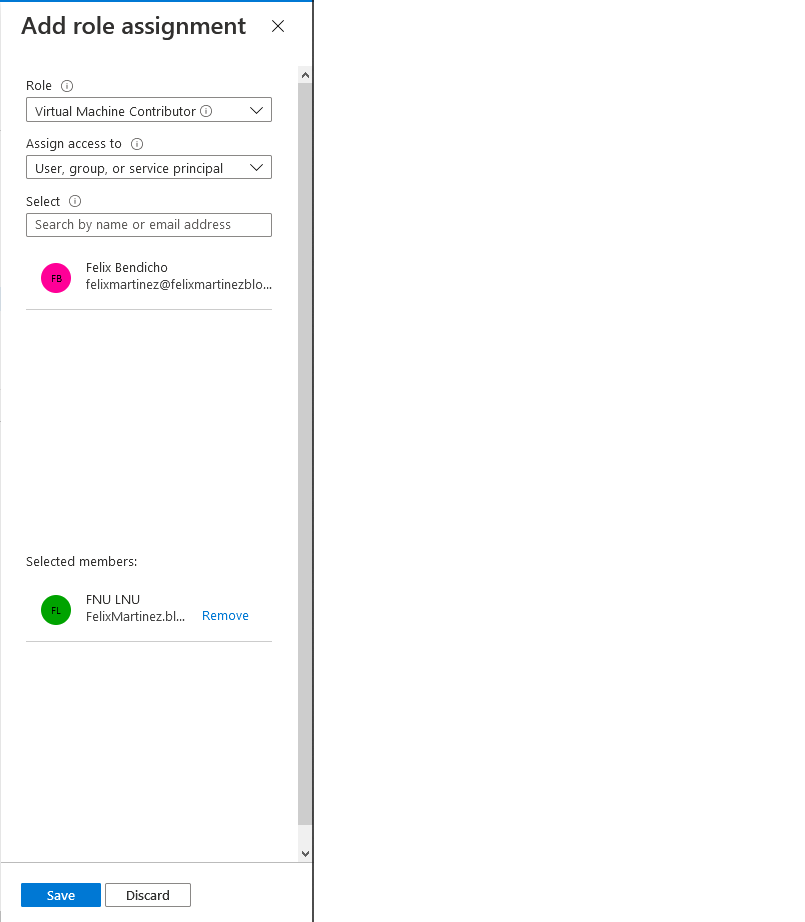 Add role assignment
Role
Virtual Machine Contributor
Assign access to
User, group, or service principal
Select
Search by name or email address
FB
Felix Bendicho
felixmartinez@felixmartinezblo...
Selected members:
FL
FNU LNU
FelixMartinez.bl...
Remove
Save
Discard